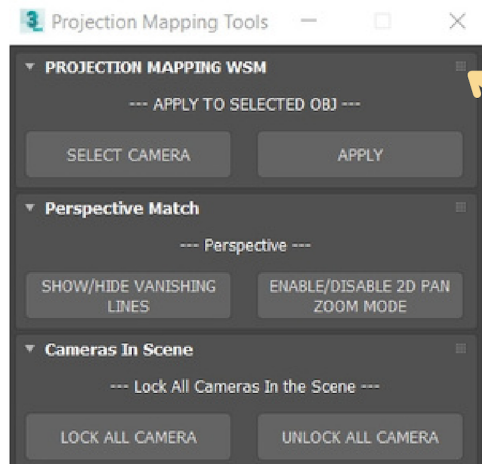 Projection Mapping Tools
PROJECTION MAPPING WSM
--- APPLY TO SELECTED OBJ ---
SELECT CAMERA
APPLY
Perspective Match
--- Perspective ---
SHOW/HIDE VANISHING
LINES
ENABLE/DISABLE 2D PAN
ZOOM MODE
Cameras In Scene
--- Lock All Cameras In the Scene ---
LOCK ALL CAMERA
UNLOCK ALL CAMERA